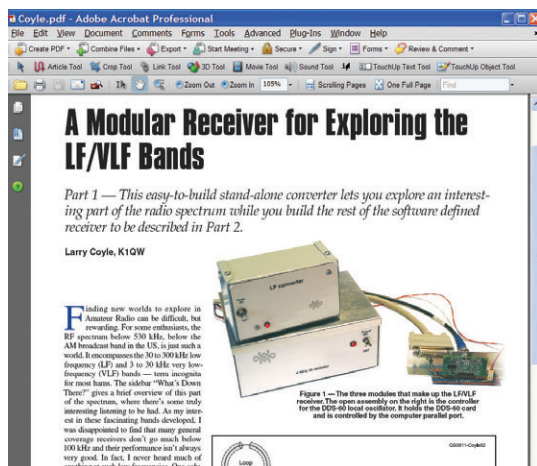 Coyle.pdf - Adobe Acrobat Professional
File Edit View Document Comments Forms Tools Advanced Plug-Ins Window Help
Create PDF Combine Files Export Start Meeting Secure Sign Forms Review & Comment
Article Tool Crop Tool Link Tool 3D Tool Movie Tool Sound Tool TouchUp Text Tool TouchUp Object Tool
Zoom Out Zoom In 105% Scrolling Pages One Full Page Find
A Modular Receiver for Exploring the
LF/VLF Bands
Part 1 — This easy-to-build stand-alone converter lets you explore an interest-
ing part of the radio spectrum while you build the rest of the software defined
receiver to be described in Part 2.
Larry Coyle, K1QW
Finding new worlds to explore in
Amateur Radio can be difficult, but
rewarding. For some enthusiasts, the
RF spectrum below 530 kHz, below the
AM broadcast band in the US, is just such a
world. It encompasses the 30 to 300 kHz low
frequency (LF) and 3 to 30 kHz very low-
frequency (VLF) bands — terra incognita
for most hams. The sidebar "What's Down
There?" gives a brief overview of this part
of the spectrum, where there's some truly
interesting listening to be had. As my inter-
est in these fascinating bands developed, I
was disappointed to find that many general
coverage receivers don't go much below
100 kHz and their performance isn't always
very good. In fact, I never heard much of
LF converter
Figure 1 — The three modules that make up the LF/VLF
receiver. The open assembly on the right is the controller
for the DDS-60 local oscillator. It holds the DDS-60 card
and is controlled by the computer parallel port.
QS0811-Coyle02
Loop